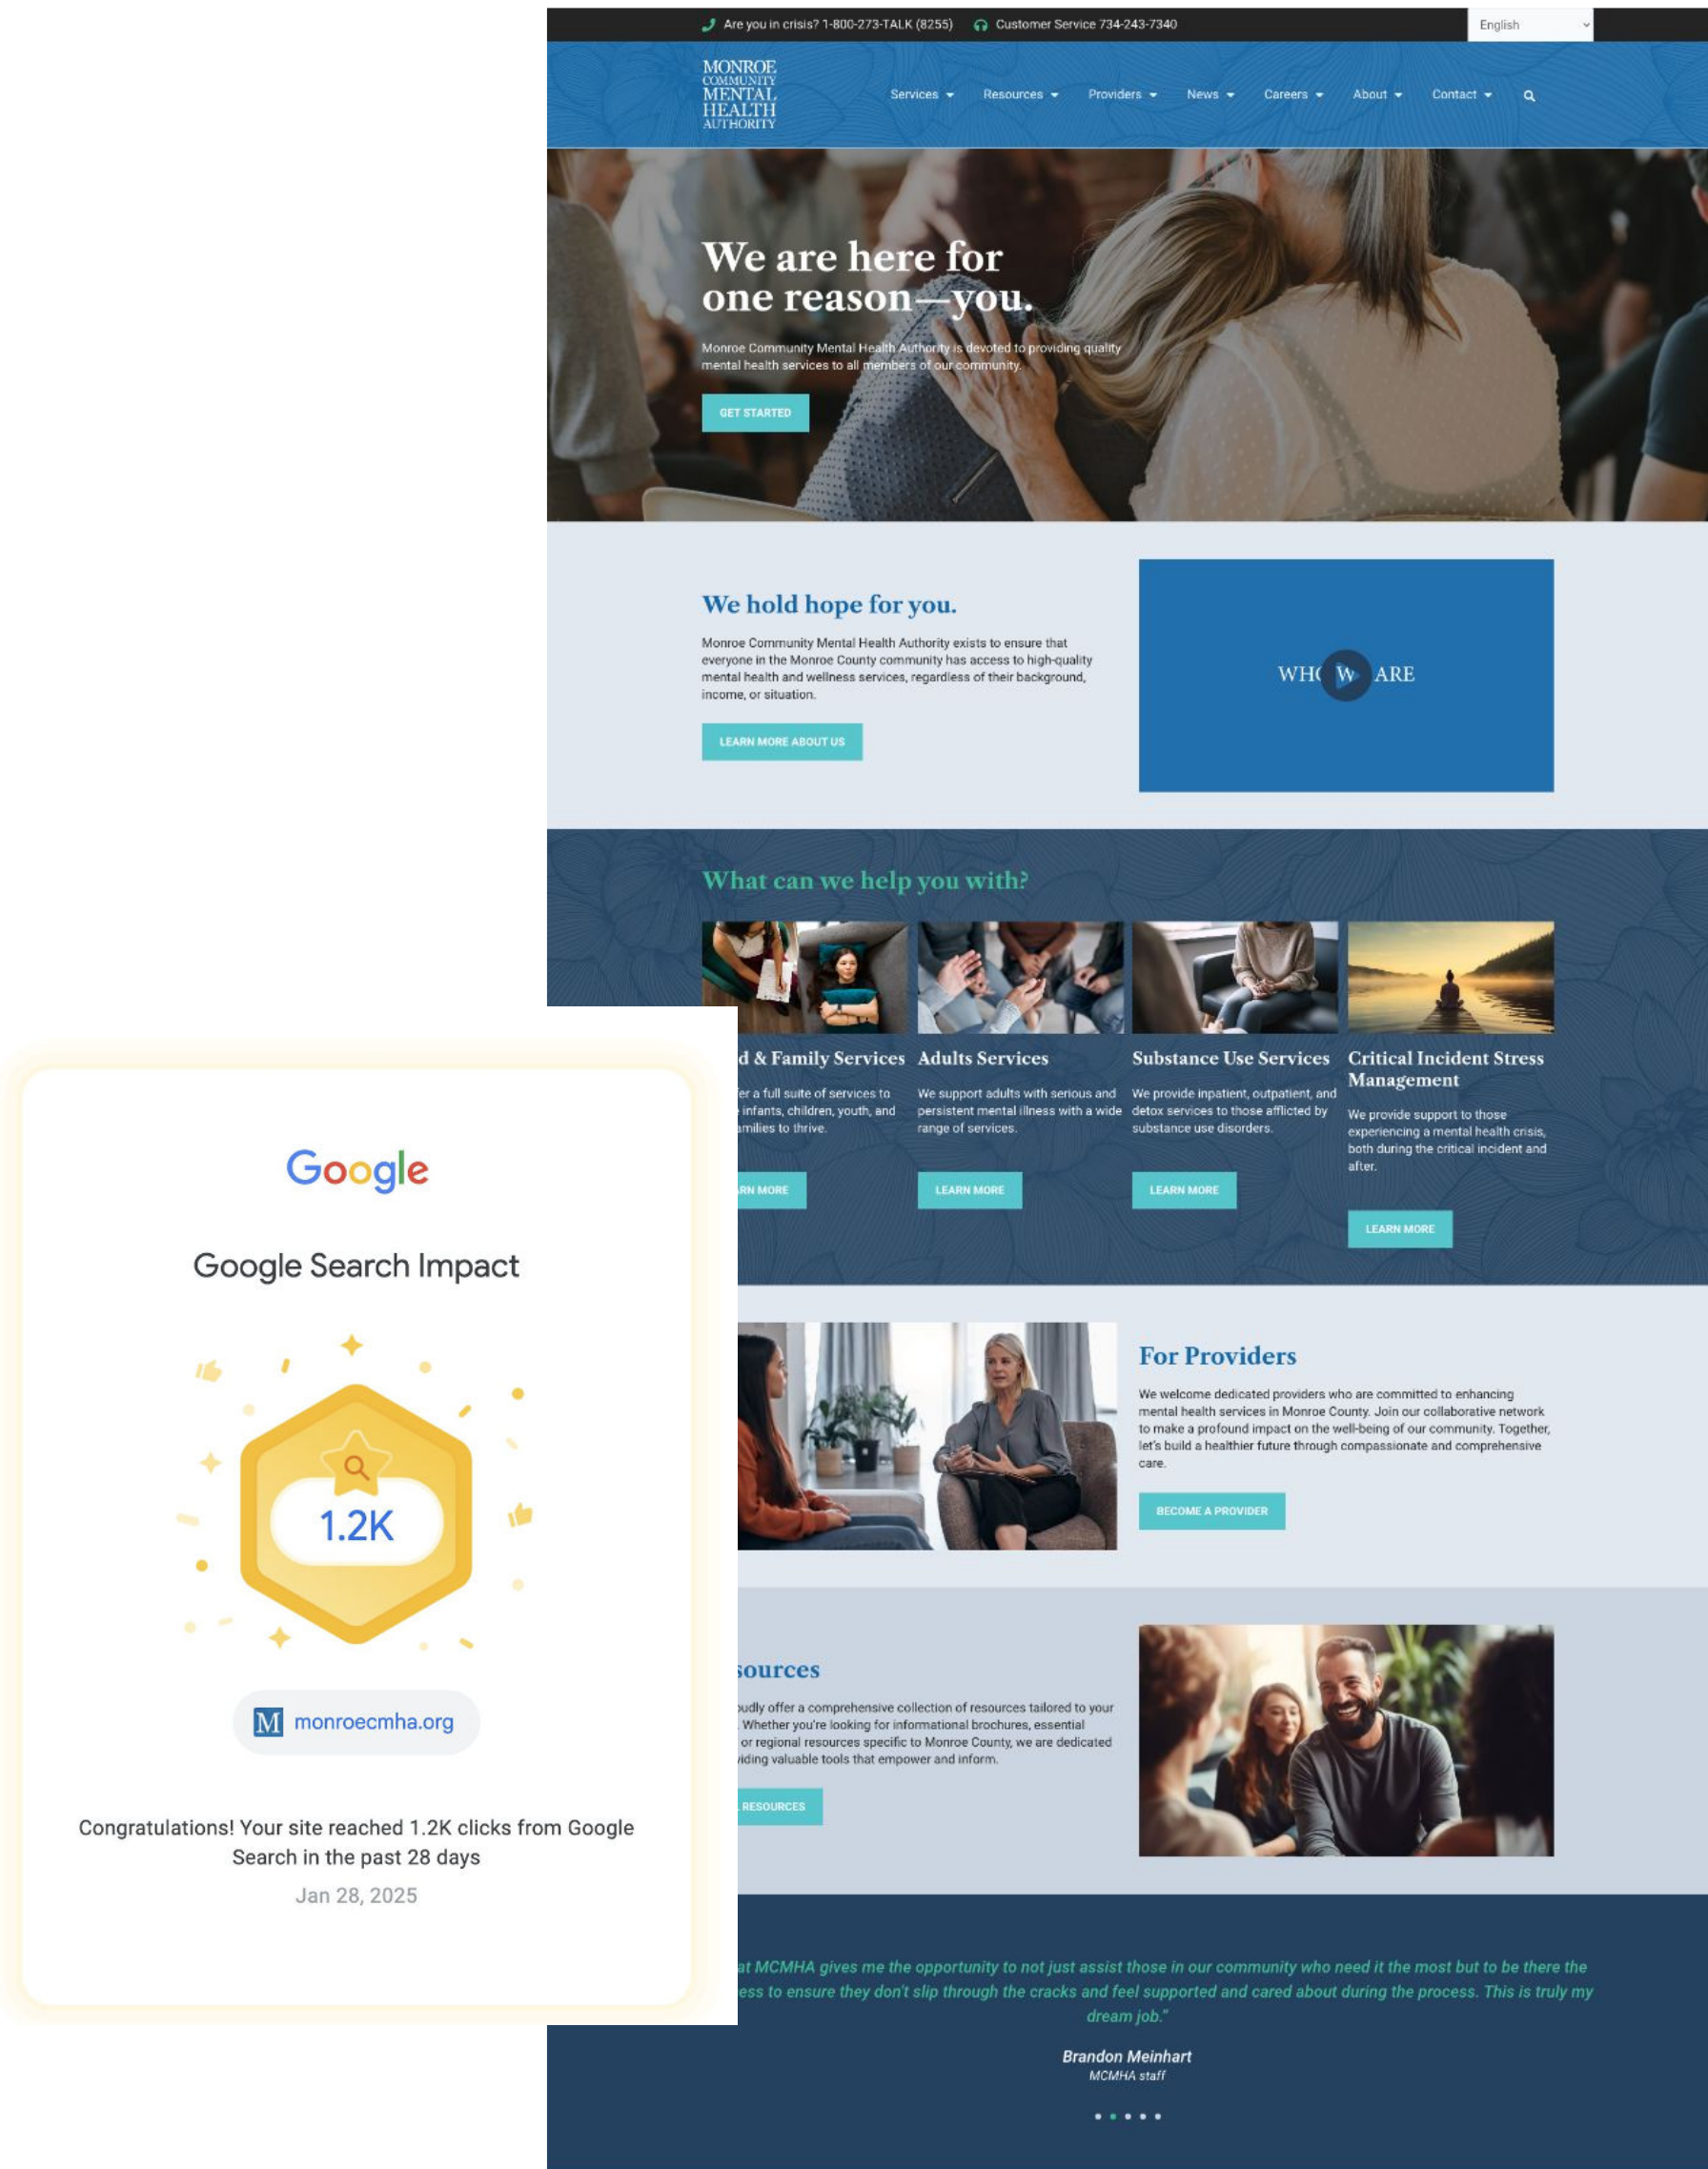 Are you in crisis? 1-800-273-TALK (8255)
Customer Service 734-243-7340
English
MONROE
COMMUNITY
MENTAL
HEALTH
AUTHORITY
Services
Resources
Providers
News
Careers
About
Contact
We are here for
one reason—you.
Monroe Community Mental Health Authority is devoted to providing quality
mental health services to all members of our community.
GET STARTED
We hold hope for you.
Monroe Community Mental Health Authority exists to ensure that
everyone in the Monroe County community has access to high-quality
mental health and wellness services, regardless of their background,
income, or situation.
LEARN MORE ABOUT US
WHO W ARE
What can we help you with?
d & Family Services
er a full suite of services to
infants, children, youth, and
amilies to thrive.
RN MORE
Adults Services
We support adults with serious and
persistent mental illness with a wide
range of services.
LEARN MORE
Substance Use Services
We provide inpatient, outpatient, and
detox services to those afflicted by
substance use disorders.
LEARN MORE
Critical Incident Stress
Management
We provide support to those
experiencing a mental health crisis,
both during the critical incident and
after.
LEARN MORE
Google
Google Search Impact
1.2K
M monroecmha.org
Congratulations! Your site reached 1.2K clicks from Google
Search in the past 28 days
Jan 28, 2025
For Providers
We welcome dedicated providers who are committed to enhancing
mental health services in Monroe County. Join our collaborative network
to make a profound impact on the well-being of our community. Together,
let's build a healthier future through compassionate and comprehensive
care.
BECOME A PROVIDER
sources
oudly offer a comprehensive collection of resources tailored to your
. Whether you're looking for informational brochures, essential
or regional resources specific to Monroe County, we are dedicated
viding valuable tools that empower and inform.
RESOURCES
at MCMHA gives me the opportunity to not just assist those in our community who need it the most but to be there the
ess to ensure they don't slip through the cracks and feel supported and cared about during the process. This is truly my
dream job."
Brandon Meinhart
MCMHA staff